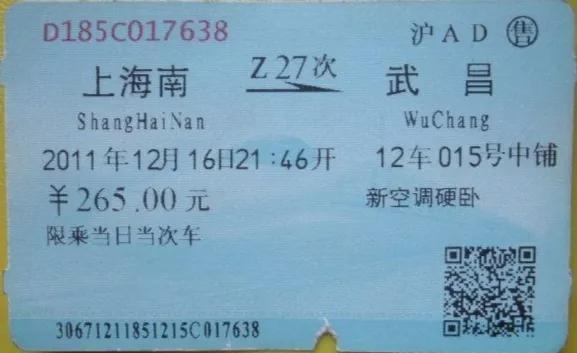 D185C017638 沪AD 售
上海南 Z27次 武昌
ShangHaiNan WuChang
2011年12月16日21:46开 12车015号中铺
￥265.00元 新空调硬卧
限乘当日当次车
30671211851215C017638